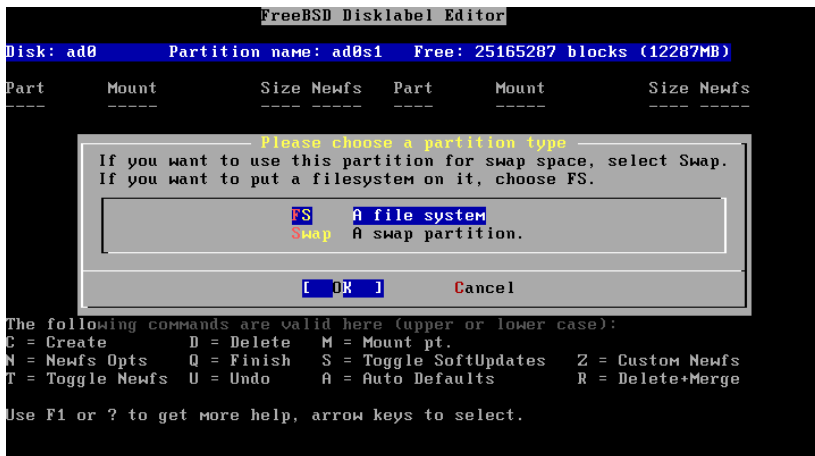 FreeBSD Disklabel Editor
Disk: ad0 Partition name: ad0s1 Free: 25165287 blocks (12287MB)
Part Mount Size Newfs Part Mount Size Newfs
---- ----- ---- ----- ---- ----- ---- -----
Please choose a partition type
If you want to use this partition for swap space, select Swap.
If you want to put a filesystem on it, choose FS.
FS A file system
Swap A swap partition.
[ OK ] Cancel
The following commands are valid here (upper or lower case):
C = Create D = Delete M = Mount pt.
N = Newfs Opts Q = Finish S = Toggle SoftUpdates Z = Custom Newfs
T = Toggle Newfs U = Undo A = Auto Defaults R = Delete+Merge
Use F1 or ? to get more help, arrow keys to select.